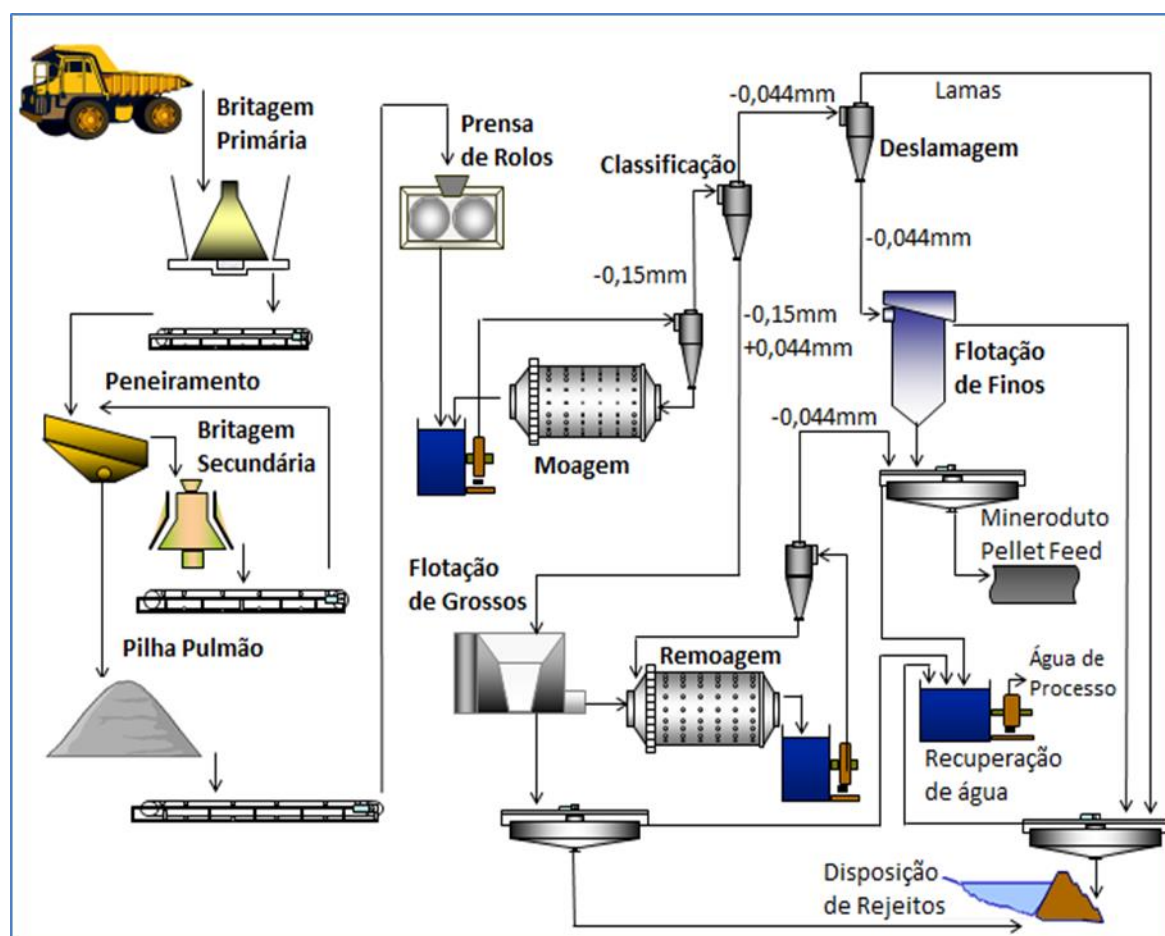 Britagem
Primária
Peneiramento
Britagem
Secundária
Pilha Pulmão
Prensa
de Rolos
Classificação
-0,044mm
Lamas
Deslamagem
-0,15mm
-0,044mm
-0,15mm
+0,044mm
Flotação
de Finos
Moagem
-0,044mm
Mineroduto
Pellet Feed
Flotação
de Grossos
Remoagem
Água de
Processo
Recuperação
de água
Disposição
de Rejeitos